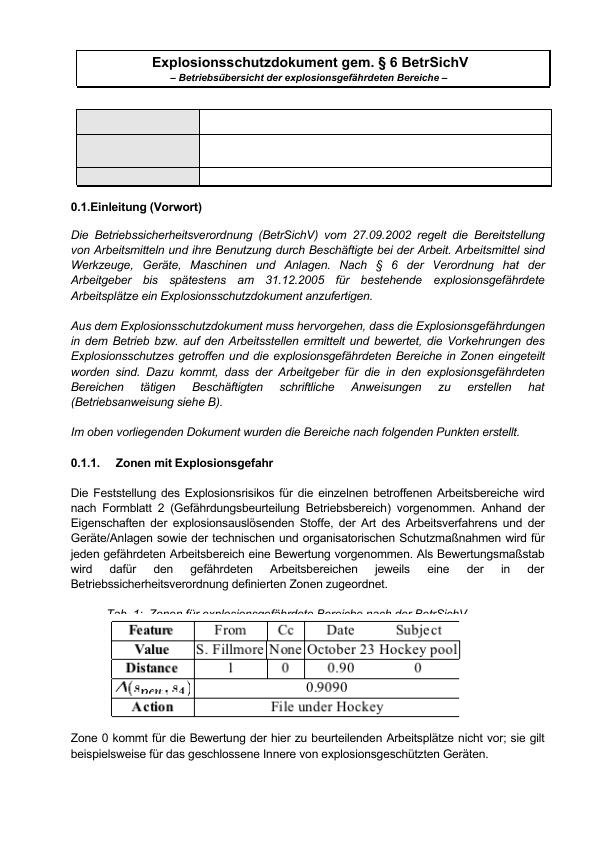 Explosionsschutzdokument gem. § 6 BetrSichV
– Betriebsübersicht der explosionsgefährdeten Bereiche –
0.1.Einleitung (Vorwort)
Die Betriebssicherheitsverordnung (BetrSichV) vom 27.09.2002 regelt die Bereitstellung
von Arbeitsmitteln und ihre Benutzung durch Beschäftigte bei der Arbeit. Arbeitsmittel sind
Werkzeuge, Geräte, Maschinen und Anlagen. Nach § 6 der Verordnung hat der
Arbeitgeber bis spätestens am 31.12.2005 für bestehende explosionsgefährdete
Arbeitsplätze ein Explosionsschutzdokument anzufertigen.
Aus dem Explosionsschutzdokument muss hervorgehen, dass die Explosionsgefährdungen
in dem Betrieb bzw. auf den Arbeitsstellen ermittelt und bewertet, die Vorkehrungen des
Explosionsschutzes getroffen und die explosionsgefährdeten Bereiche in Zonen eingeteilt
worden sind. Dazu kommt, dass der Arbeitgeber für die in den explosionsgefährdeten
Bereichen tätigen Beschäftigten schriftliche Anweisungen zu erstellen hat
(Betriebsanweisung siehe B).
Im oben vorliegenden Dokument wurden die Bereiche nach folgenden Punkten erstellt.
0.1.1. Zonen mit Explosionsgefahr
Die Feststellung des Explosionsrisikos für die einzelnen betroffenen Arbeitsbereiche wird
nach Formblatt 2 (Gefährdungsbeurteilung Betriebsbereich) vorgenommen. Anhand der
Eigenschaften der explosionsauslösenden Stoffe, der Art des Arbeitsverfahrens und der
Geräte/Anlagen sowie der technischen und organisatorischen Schutzmaßnahmen wird für
jeden gefährdeten Arbeitsbereich eine Bewertung vorgenommen. Als Bewertungsmaßstab
wird dafür den gefährdeten Arbeitsbereichen jeweils eine der in der
Betriebssicherheitsverordnung definierten Zonen zugeordnet.
Tab. 1: Zonen für explosionsgefährdete Bereiche nach der BetrSichV
Feature From Cc Date Subject
Value S. Fillmore None October 23 Hockey pool
Distance 1 0 0.90 0
Λ(s_new, s_4) 0.9090
Action File under Hockey
Zone 0 kommt für die Bewertung der hier zu beurteilenden Arbeitsplätze nicht vor; sie gilt
beispielsweise für das geschlossene Innere von explosionsgeschützten Geräten.